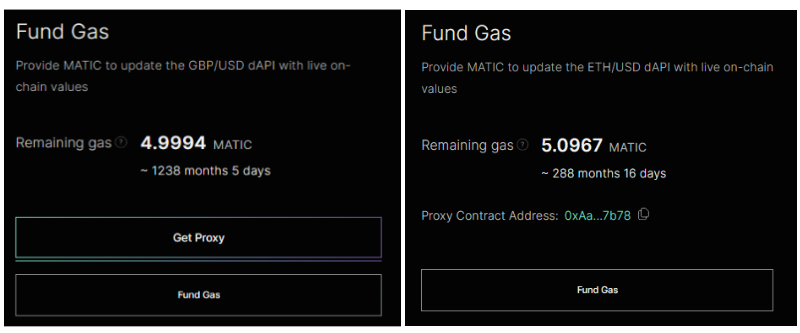 Fund Gas
Provide MATIC to update the GBP/USD dAPI with live on-
chain values
Remaining gas ? 4.9994 MATIC
~ 1238 months 5 days
Get Proxy
Fund Gas
Fund Gas
Provide MATIC to update the ETH/USD dAPI with live on-chain
values
Remaining gas ? 5.0967 MATIC
~ 288 months 16 days
Proxy Contract Address: 0xAa...7b78
Fund Gas